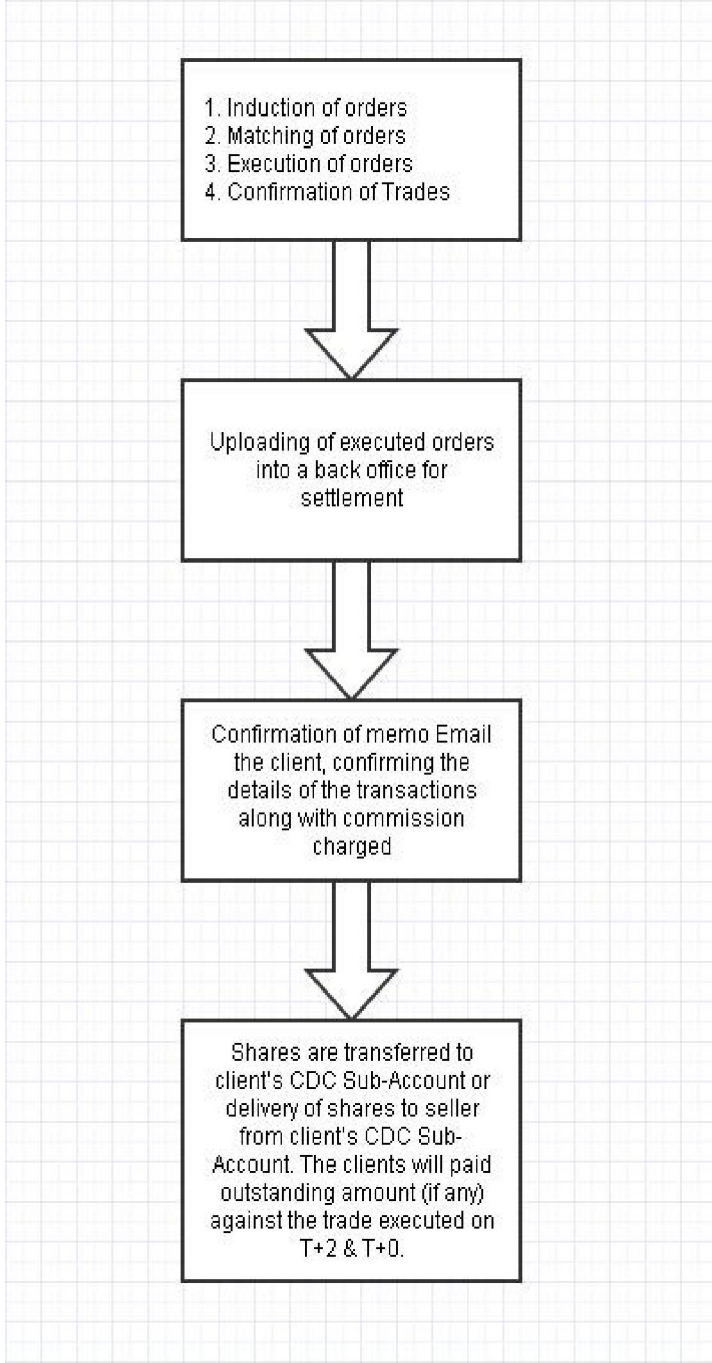 1. Induction of orders
2. Matching of orders
3. Execution of orders
4. Confirmation of Trades
Uploading of executed orders
into a back office for
settlement
Confirmation of memo Email
the client, confirming the
details of the transactions
along with commission
charged
Shares are transferred to
client's CDC Sub-Account or
delivery of shares to seller
from client's CDC Sub-
Account. The clients will paid
outstanding amount (if any)
against the trade executed on
T+2 & T+0.